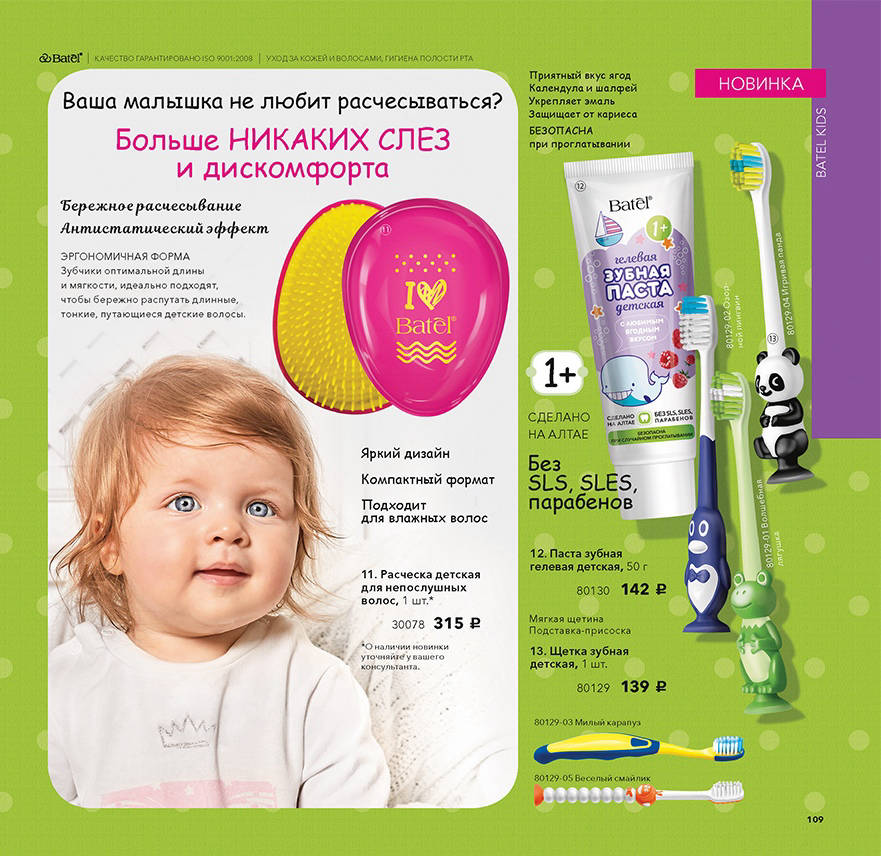 Batel®
КАЧЕСТВО ГАРАНТИРОВАНО ISO 9001:2008
УХОД ЗА КОЖЕЙ И ВОЛОСАМИ, ГИГИЕНА ПОЛОСТИ РТА
Ваша малышка не любит расчесываться?
Больше НИКАКИХ СЛЕЗ
и дискомфорта
Бережное расчесывание
Антистатический эффект
ЭРГОНОМИЧНАЯ ФОРМА
Зубчики оптимальной длины
и мягкости, идеально подходят,
чтобы бережно распутать длинные,
тонкие, путающиеся детские волосы.
11
I
Batel®
Яркий дизайн
Компактный формат
Подходит
для влажных волос
11. Расческа детская
для непослушных
волос, 1 шт.*
30078 315 ₽
*О наличии новинки
уточняйте у вашего
консультанта.
Приятный вкус ягод
Календула и шалфей
Укрепляет эмаль
Защищает от кариеса
БЕЗОПАСНА
при проглатывании
НОВИНКА
BATEL KIDS
12
Batel®
1+
гелевая
ЗУБНАЯ
ПАСТА
детская
С ЛЮБИМЫМ
ЯГОДНЫМ
ВКУСОМ
СДЕЛАНО
НА АЛТАЕ
БЕЗ SLS, SLES,
ПАРАБЕНОВ
БЕЗОПАСНА
ПРИ СЛУЧАЙНОМ ПРОГЛАТЫВАНИИ
80129-02 Озор-
ной пингвин
80129-04 Игривая панда
13
80129-01 Волшебная
лягушка
1+
СДЕЛАНО
НА АЛТАЕ
Без
SLS, SLES,
парабенов
12. Паста зубная
гелевая детская, 50 г
80130 142 ₽
Мягкая щетина
Подставка-присоска
13. Щетка зубная
детская, 1 шт.
80129 139 ₽
80129-03 Милый карапуз
80129-05 Веселый смайлик
109